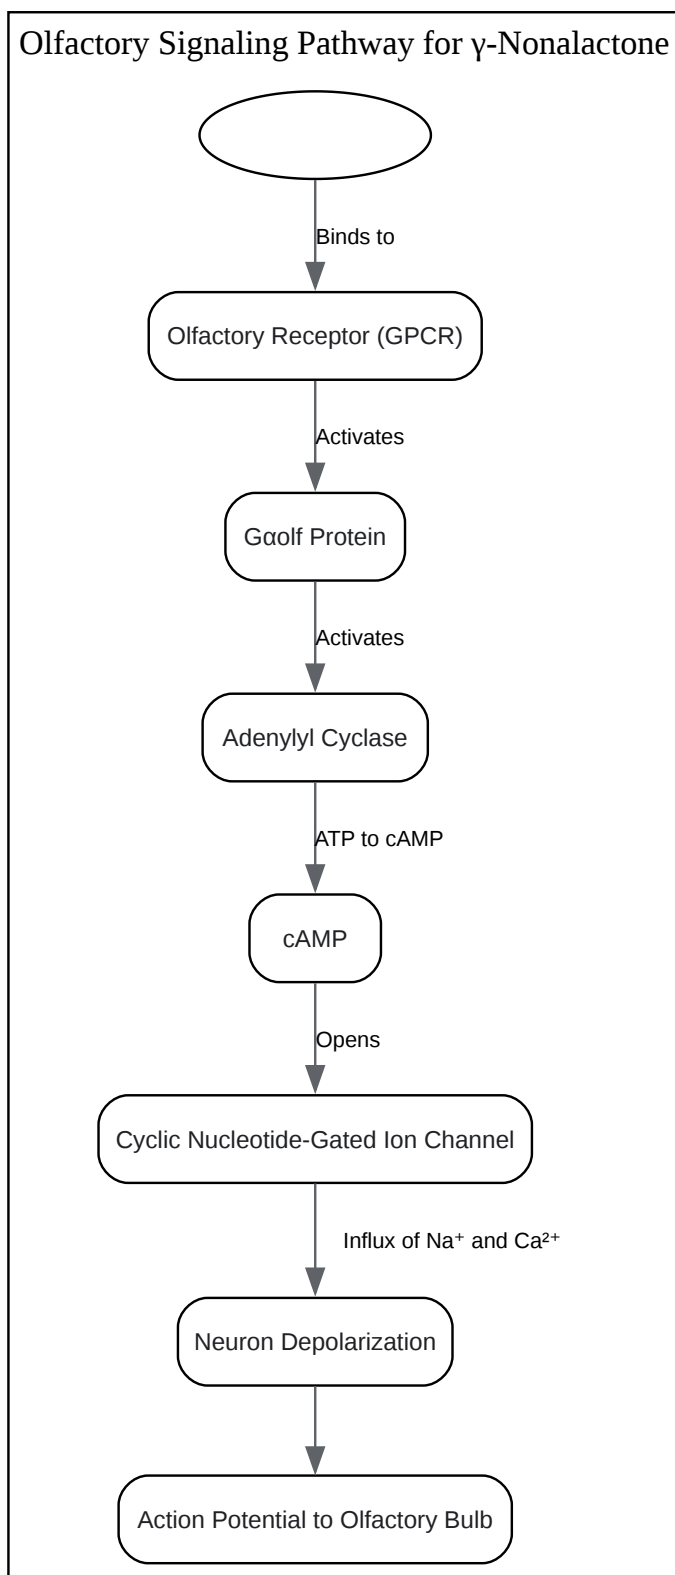 Olfactory Signaling Pathway for γ-Nonalactone
Binds to
Olfactory Receptor (GPCR)
Activates
Gαolf Protein
Activates
Adenylyl Cyclase
ATP to cAMP
cAMP
Opens
Cyclic Nucleotide-Gated Ion Channel
Influx of Na⁺ and Ca²⁺
Neuron Depolarization
Action Potential to Olfactory Bulb